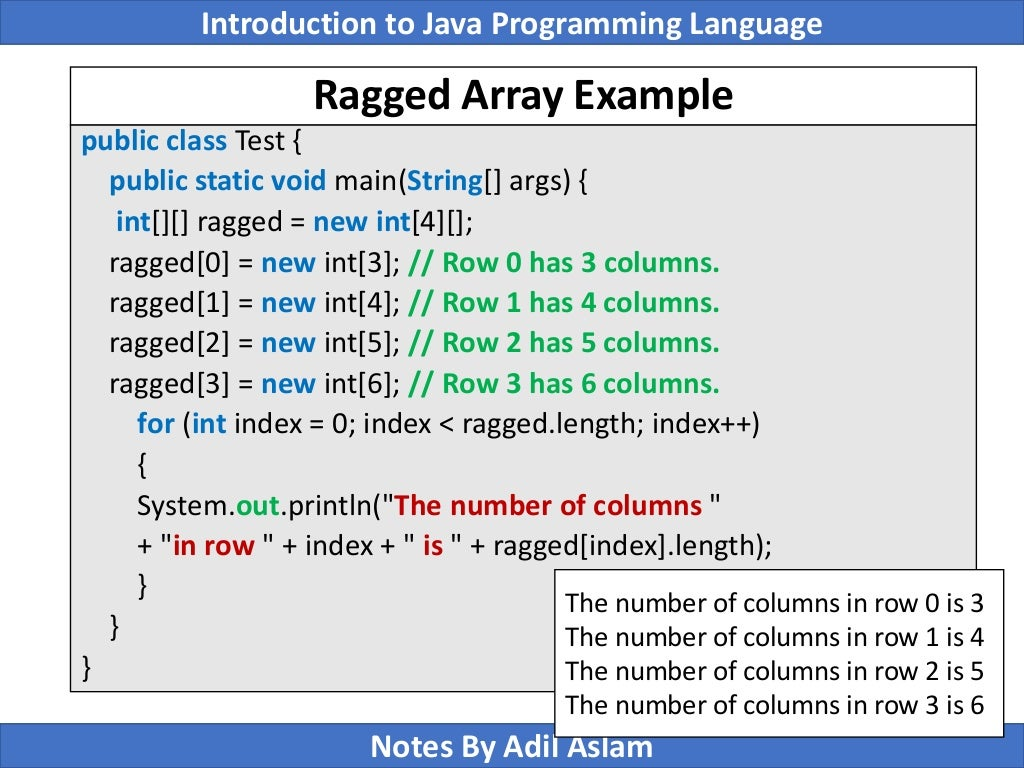 Introduction to Java Programming Language
Ragged Array Example
public class Test {
public static void main(String[] args) {
int[][] ragged = new int[4][];
ragged[0] = new int[3]; // Row 0 has 3 columns.
ragged[1] = new int[4]; // Row 1 has 4 columns.
ragged[2] = new int[5]; // Row 2 has 5 columns.
ragged[3] = new int[6]; // Row 3 has 6 columns.
for (int index = 0; index < ragged.length; index++)
{
System.out.println("The number of columns "
+ "in row " + index + " is " + ragged[index].length);
}
}
}
The number of columns in row 0 is 3
The number of columns in row 1 is 4
The number of columns in row 2 is 5
The number of columns in row 3 is 6
Notes By Adil Aslam